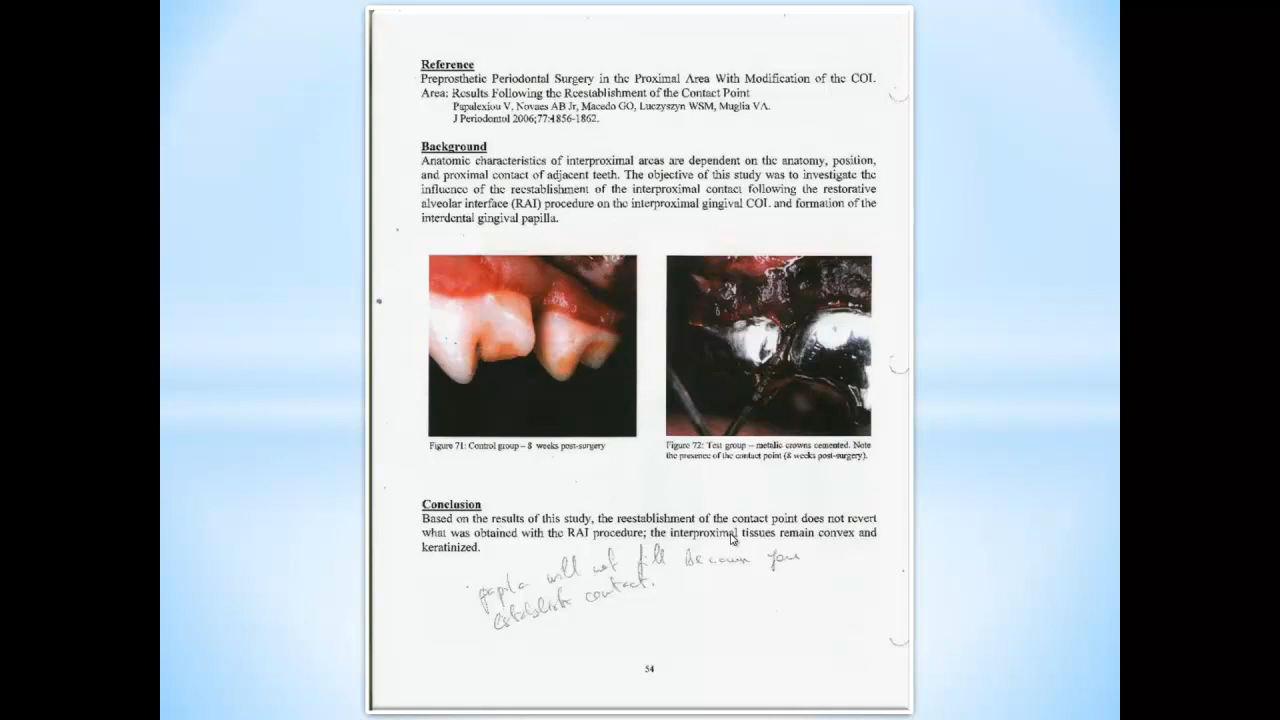 Reference
Preprosthetic Periodontal Surgery in the Proximal Area With Modification of the COL
Area: Results Following the Reestablishment of the Contact Point
Papalexiou V, Novaes AB Jr, Macedo GO, Luczyszyn WSM, Muglia VA.
J Periodontol 2006;77:1856-1862.
Background
Anatomic characteristics of interproximal areas are dependent on the anatomy, position,
and proximal contact of adjacent teeth. The objective of this study was to investigate the
influence of the reestablishment of the interproximal contact following the restorative
alveolar interface (RAI) procedure on the interproximal gingival COL and formation of the
interdental gingival papilla.
Figure 71: Control group – 8 weeks post-surgery
Figure 72: Test group – metalic crowns cemented. Note
the presence of the contact point (8 weeks post-surgery).
Conclusion
Based on the results of this study, the reestablishment of the contact point does not revert
what was obtained with the RAI procedure; the interproximal tissues remain convex and
keratinized.
papilla will not fill because you
establish contact.
54